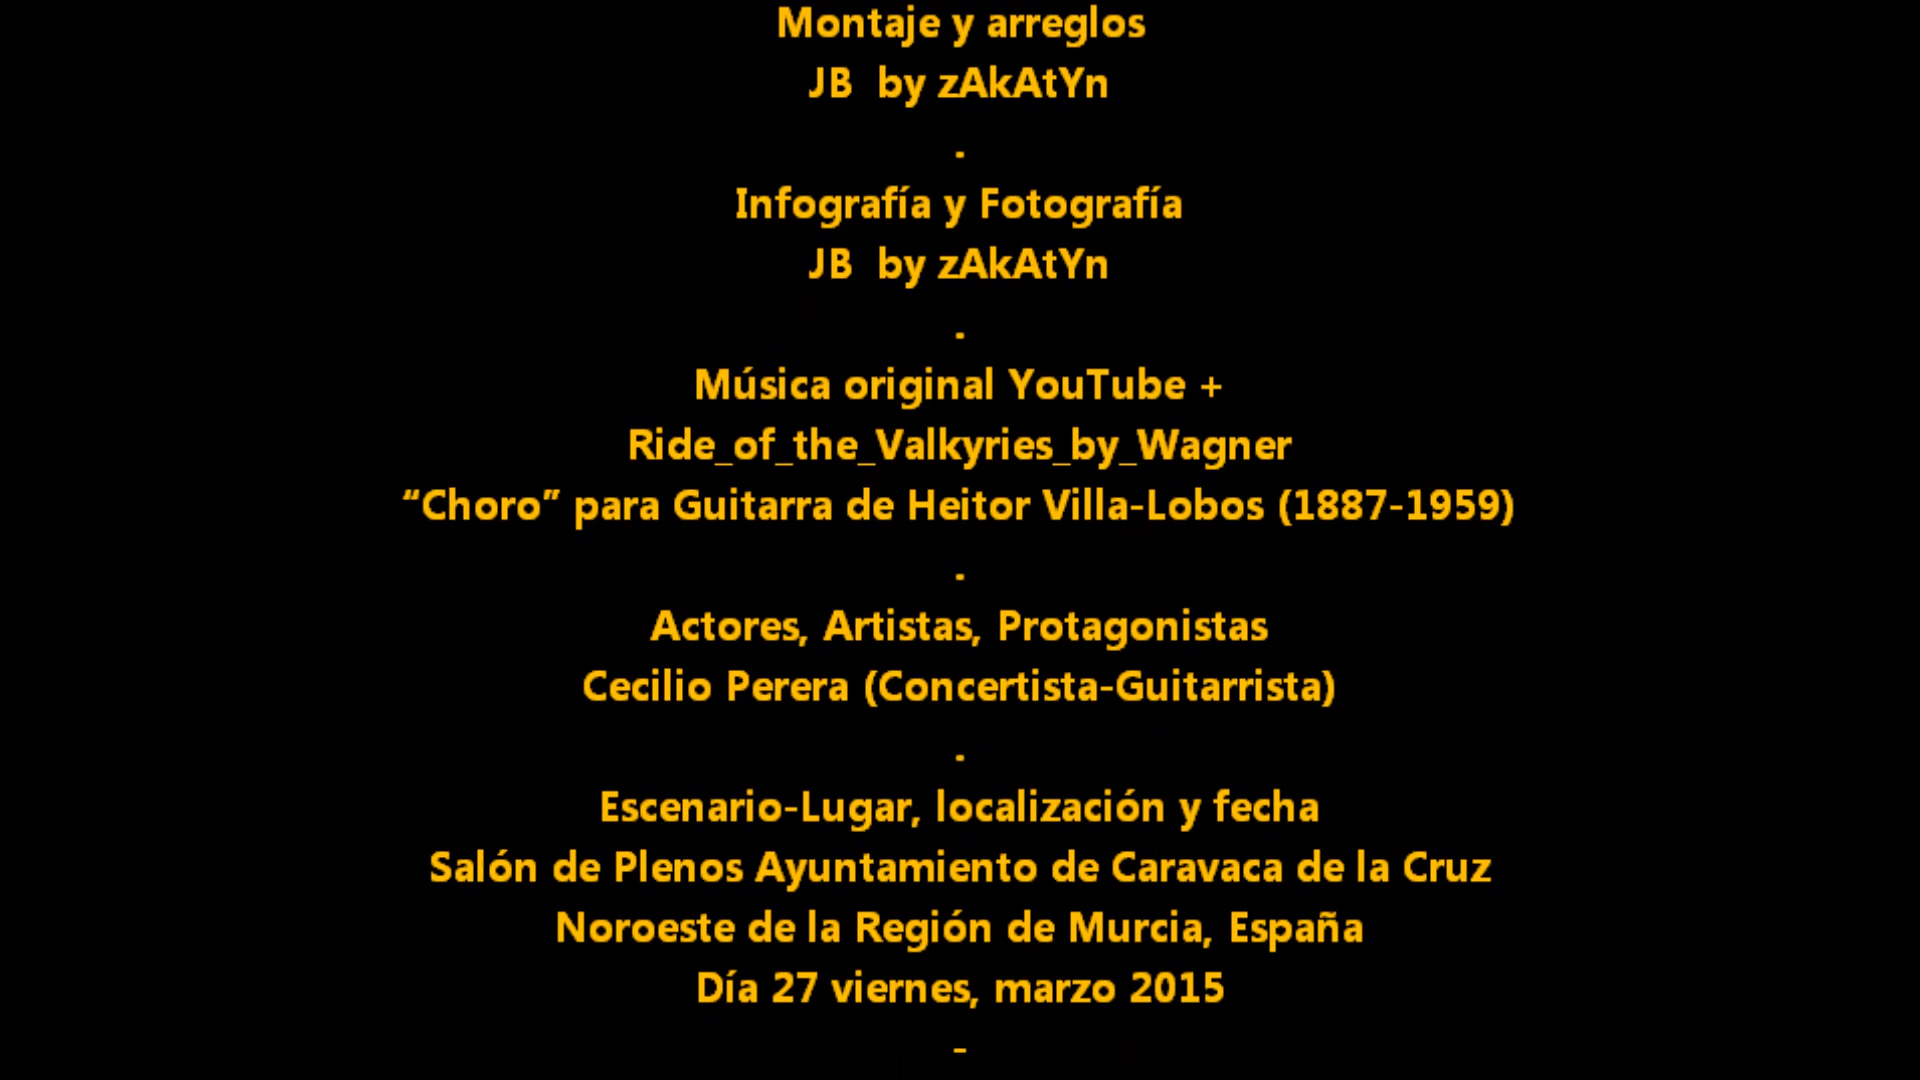 Montaje y arreglos
JB  by zAkAtYn
.
Infografía y Fotografía
JB  by zAkAtYn
.
Música original YouTube +
Ride_of_the_Valkyries_by_Wagner
“Choro” para Guitarra de Heitor Villa-Lobos (1887-1959)
.
Actores, Artistas, Protagonistas
Cecilio Perera (Concertista-Guitarrista)
.
Escenario-Lugar, localización y fecha
Salón de Plenos Ayuntamiento de Caravaca de la Cruz
Noroeste de la Región de Murcia, España
Día 27 viernes, marzo 2015
-